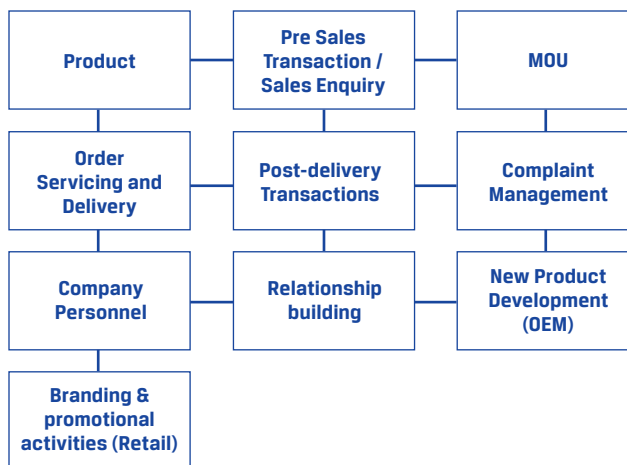 Product
Pre Sales
Transaction /
Sales Enquiry
MOU
Order
Servicing and
Delivery
Post-delivery
Transactions
Complaint
Management
Company
Personnel
Relationship
building
New Product
Development
(OEM)
Branding &
promotional
activities (Retail)